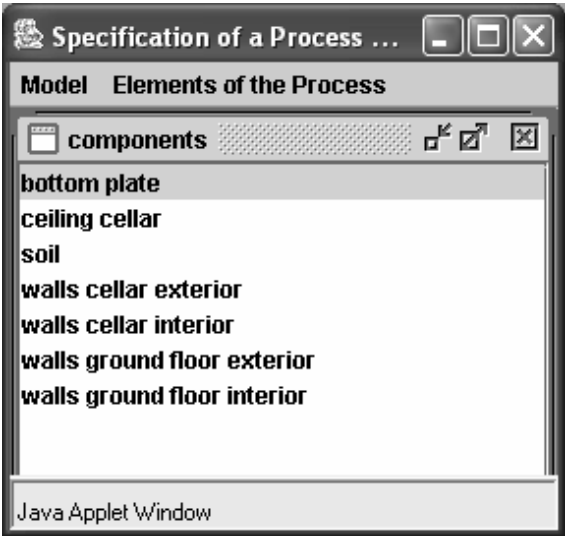 Specification of a Process ...
Model Elements of the Process
components
bottom plate
ceiling cellar
soil
walls cellar exterior
walls cellar interior
walls ground floor exterior
walls ground floor interior
Java Applet Window